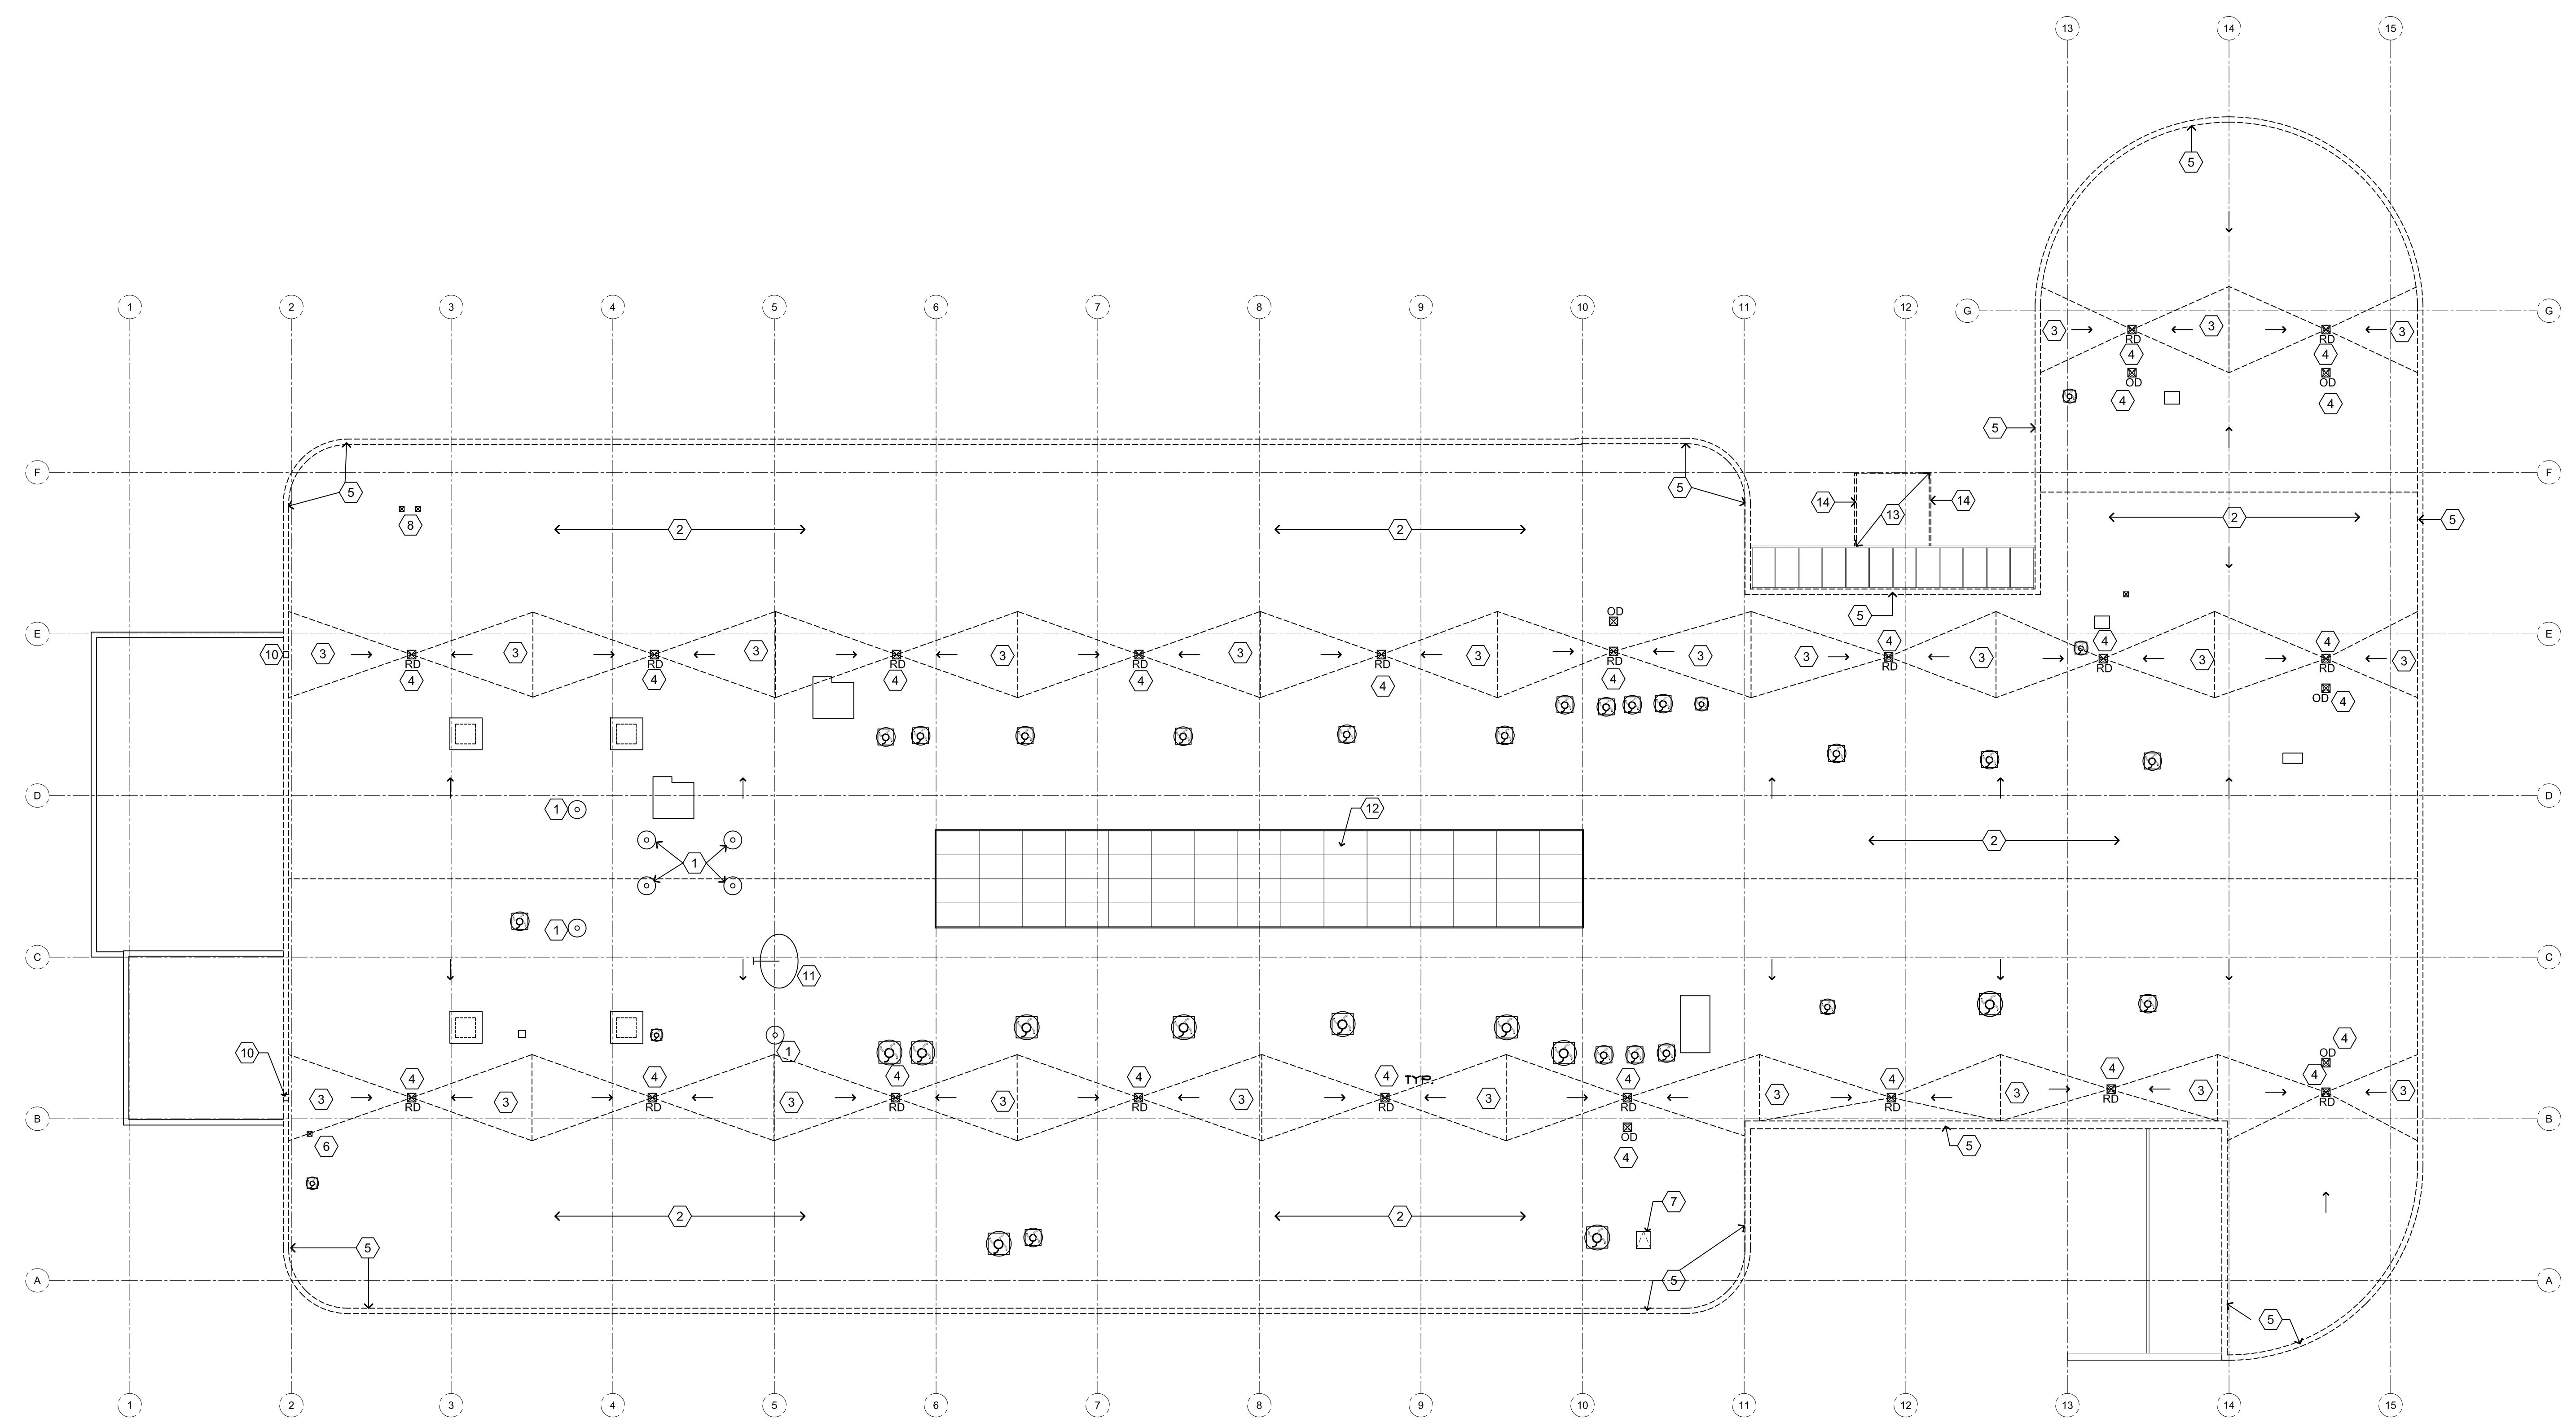 13 14 15
5
1 2 3 4 5 6 7 8 9 10 11 12 G G
3 3 3
RD RD
4 4
OD OD
4 4
5
F F
5 5 14 14
13
8 2 2 2 5
OD 5
E E
4 4 4
10 3 3 3 3 3 3 3 3 3 3 3
RD RD RD RD RD RD RD RD RD
4 4 4 4 4 4
OD 4
D D
1
12
1
2
1
C C
11
4
10 1 OD
4 4 4 4 4 TYP. 4 4 4 4
3 3 3 3 3 3 3 3 3 3
RD RD RD RD RD RD RD RD RD
B B
OD
6 4 5
7
2 2
5
A 5 A
5
1 2 3 4 5 6 7 8 9 10 11 12 13 14 15